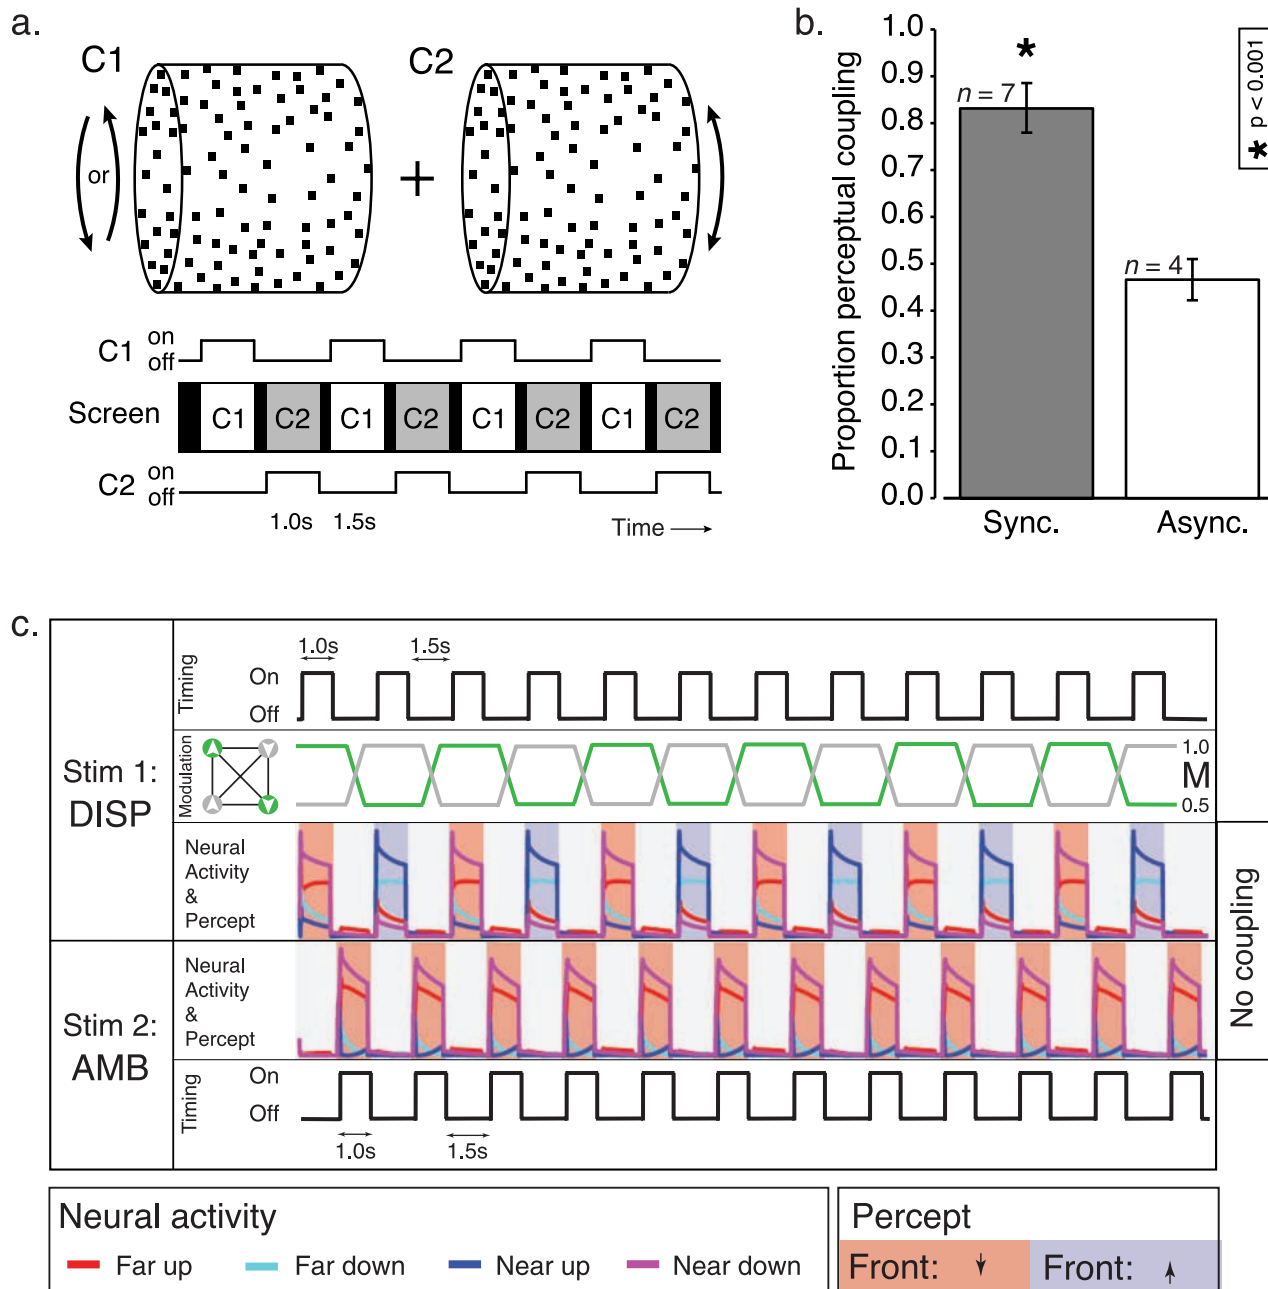 a.
C1
C2
or
+
C1 on
off
Screen
C1 C2 C1 C2 C1 C2 C1 C2
C2 on
off
1.0s 1.5s
Time
b.
Proportion perceptual coupling
1.0
0.9
0.8
0.7
0.6
0.5
0.4
0.3
0.2
0.1
0.0
*
n = 7
n = 4
Sync. Async.
* p < 0.001
c.
Stim 1:
DISP
Timing
On
Off
1.0s 1.5s
Modulation
1.0
M
0.5
Neural
Activity
&
Percept
No coupling
Stim 2:
AMB
Neural
Activity
&
Percept
Timing
On
Off
1.0s 1.5s
Neural activity
Far up Far down Near up Near down
Percept
Front: ↓ Front: ↑